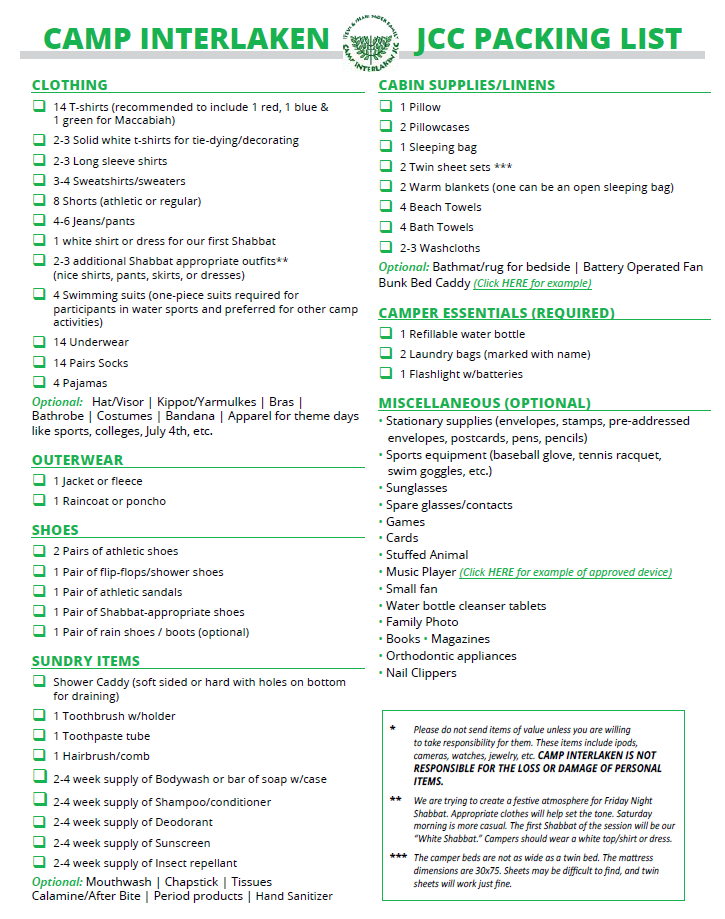 CAMP INTERLAKEN JCC PACKING LIST
CAMP INTERLAKEN JCC
CLOTHING
14 T-shirts (recommended to include 1 red, 1 blue &
1 green for Maccabiah)
2-3 Solid white t-shirts for tie-dying/decorating
2-3 Long sleeve shirts
3-4 Sweatshirts/sweaters
8 Shorts (athletic or regular)
4-6 Jeans/pants
1 white shirt or dress for our first Shabbat
2-3 additional Shabbat appropriate outfits**
(nice shirts, pants, skirts, or dresses)
4 Swimming suits (one-piece suits required for
participants in water sports and preferred for other camp
activities)
14 Underwear
14 Pairs Socks
4 Pajamas
Optional: Hat/Visor | Kippot/Yarmulkes | Bras |
Bathrobe | Costumes | Bandana | Apparel for theme days
like sports, colleges, July 4th, etc.
OUTERWEAR
1 Jacket or fleece
1 Raincoat or poncho
SHOES
2 Pairs of athletic shoes
1 Pair of flip-flops/shower shoes
1 Pair of athletic sandals
1 Pair of Shabbat-appropriate shoes
1 Pair of rain shoes / boots (optional)
SUNDRY ITEMS
Shower Caddy (soft sided or hard with holes on bottom
for draining)
1 Toothbrush w/holder
1 Toothpaste tube
1 Hairbrush/comb
2-4 week supply of Bodywash or bar of soap w/case
2-4 week supply of Shampoo/conditioner
2-4 week supply of Deodorant
2-4 week supply of Sunscreen
2-4 week supply of Insect repellant
Optional: Mouthwash | Chapstick | Tissues
Calamine/After Bite | Period products | Hand Sanitizer
CABIN SUPPLIES/LINENS
1 Pillow
2 Pillowcases
1 Sleeping bag
2 Twin sheet sets ***
2 Warm blankets (one can be an open sleeping bag)
4 Beach Towels
4 Bath Towels
2-3 Washcloths
Optional: Bathmat/rug for bedside | Battery Operated Fan
Bunk Bed Caddy (Click HERE for example)
CAMPER ESSENTIALS (REQUIRED)
1 Refillable water bottle
2 Laundry bags (marked with name)
1 Flashlight w/batteries
MISCELLANEOUS (OPTIONAL)
• Stationary supplies (envelopes, stamps, pre-addressed
envelopes, postcards, pens, pencils)
• Sports equipment (baseball glove, tennis racquet,
swim goggles, etc.)
• Sunglasses
• Spare glasses/contacts
• Games
• Cards
• Stuffed Animal
• Music Player (Click HERE for example of approved device)
• Small fan
• Water bottle cleanser tablets
• Family Photo
• Books • Magazines
• Orthodontic appliances
• Nail Clippers
* Please do not send items of value unless you are willing
to take responsibility for them. These items include ipods,
cameras, watches, jewelry, etc. CAMP INTERLAKEN IS NOT
RESPONSIBLE FOR THE LOSS OR DAMAGE OF PERSONAL
ITEMS.
** We are trying to create a festive atmosphere for Friday Night
Shabbat. Appropriate clothes will help set the tone. Saturday
morning is more casual. The first Shabbat of the session will be our
"White Shabbat." Campers should wear a white top/shirt or dress.
*** The camper beds are not as wide as a twin bed. The mattress
dimensions are 30x75. Sheets may be difficult to find, and twin
sheets will work just fine.